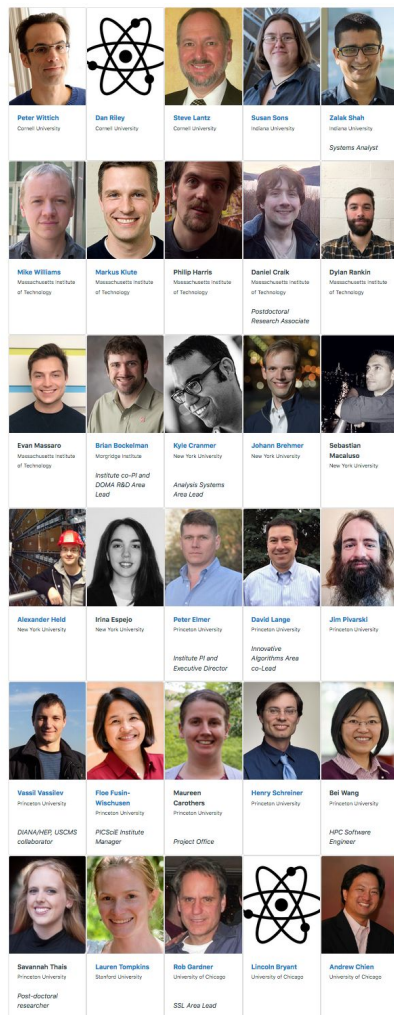 Peter Wittich
Cornell University
Dan Riley
Cornell University
Steve Lantz
Cornell University
Susan Sons
Indiana University
Zalak Shah
Indiana University
Systems Analyst
Mike Williams
Massachusetts Institute
of Technology
Markus Klute
Massachusetts Institute
of Technology
Philip Harris
Massachusetts Institute
of Technology
Daniel Craik
Massachusetts Institute
of Technology
Postdoctoral
Research Associate
Dylan Rankin
Massachusetts Institute
of Technology
Evan Massaro
Massachusetts Institute
of Technology
Brian Bockelman
Morgridge Institute
Institute co-PI and
DOMA R&D Area
Lead
Kyle Cranmer
New York University
Analysis Systems
Area Lead
Johann Brehmer
New York University
Sebastian
Macaluso
New York University
Alexander Held
New York University
Irina Espejo
New York University
Peter Elmer
Princeton University
Institute PI and
Executive Director
David Lange
Princeton University
Innovative
Algorithms Area
co-Lead
Jim Pivarski
Princeton University
Vassil Vassilev
Princeton University
DIANA/HEP, USCMS
collaborator
Floe Fusin-
Wischusen
Princeton University
PICSciE Institute
Manager
Maureen
Carothers
Princeton University
Project Office
Henry Schreiner
Princeton University
Bei Wang
Princeton University
HPC Software
Engineer
Savannah Thais
Princeton University
Post-doctoral
researcher
Lauren Tompkins
Stanford University
Rob Gardner
University of Chicago
SSL Area Lead
Lincoln Bryant
University of Chicago
Andrew Chien
University of Chicago